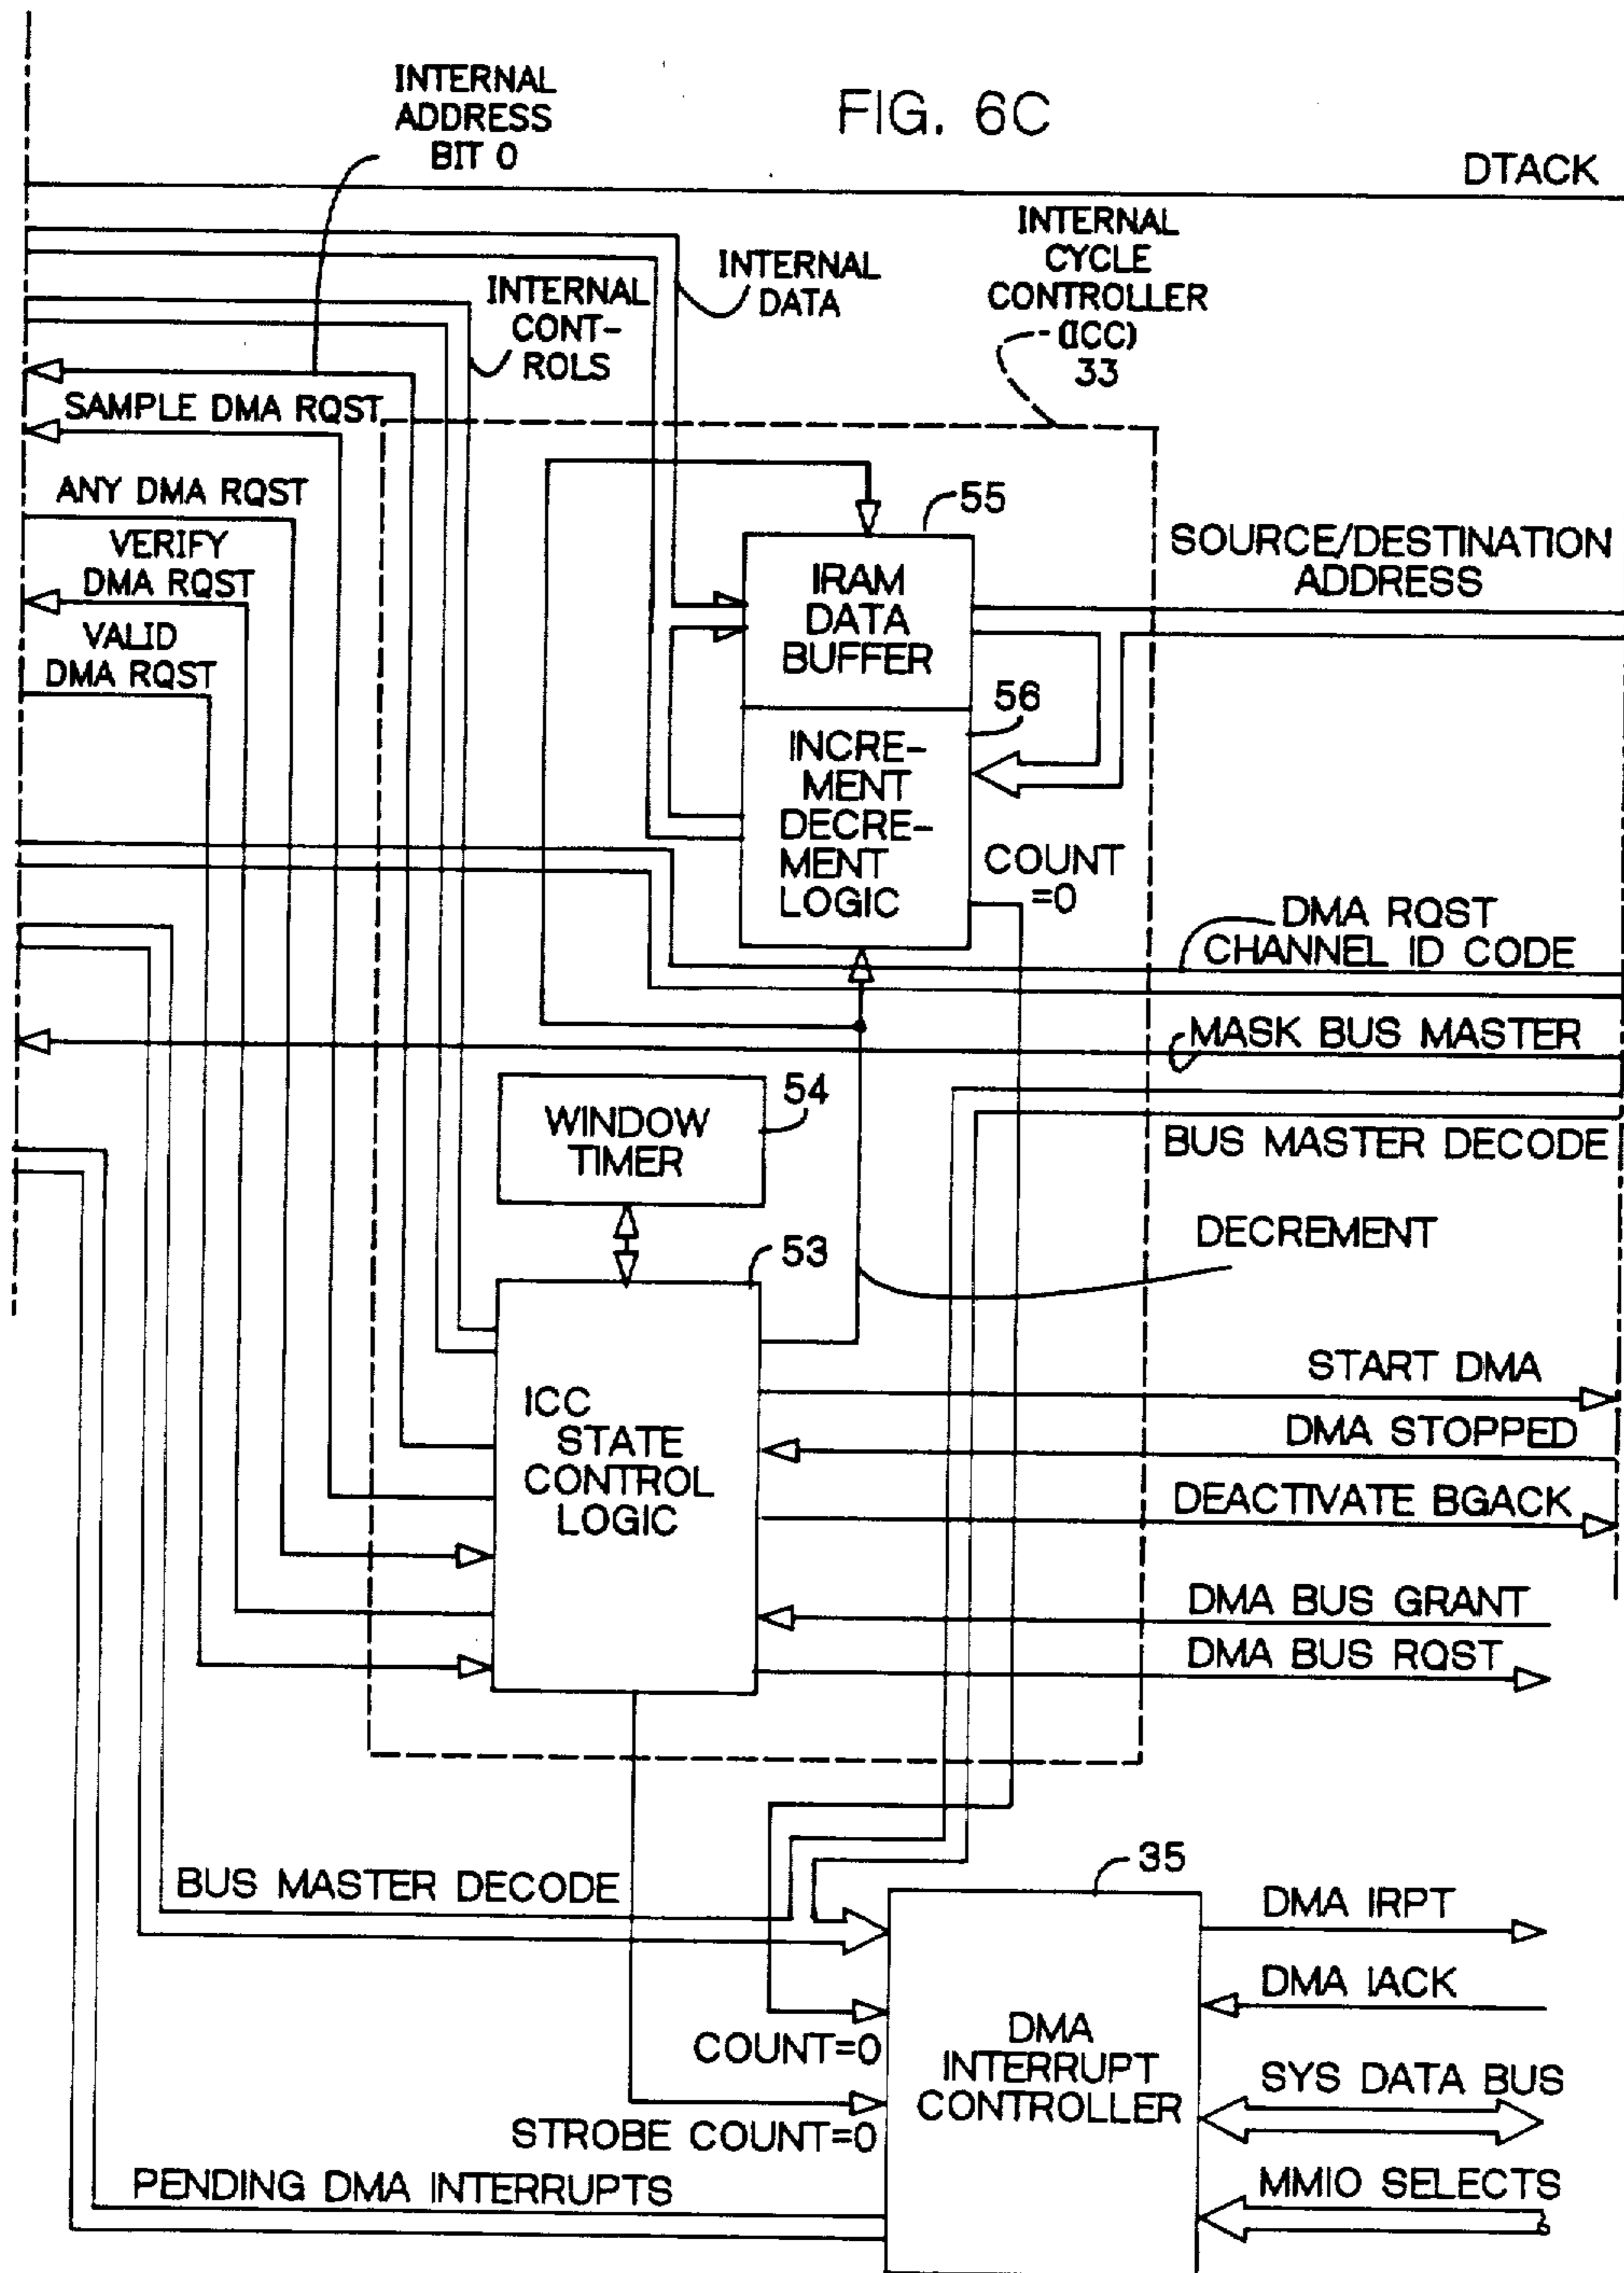 FIG. 6C
INTERNAL
ADDRESS
BIT 0
DTACK
INTERNAL
CYCLE
CONTROLLER
(ICC)
33
INTERNAL
DATA
INTERNAL
CONT-
ROLS
SAMPLE DMA RQST
ANY DMA RQST
VERIFY
DMA RQST
VALID
DMA RQST
55
IRAM
DATA
BUFFER
SOURCE/DESTINATION
ADDRESS
56
INCRE-
MENT
DECRE-
MENT
LOGIC
COUNT
=0
DMA RQST
CHANNEL ID CODE
MASK BUS MASTER
BUS MASTER DECODE
54
WINDOW
TIMER
DECREMENT
53
ICC
STATE
CONTROL
LOGIC
START DMA
DMA STOPPED
DEACTIVATE BGACK
DMA BUS GRANT
DMA BUS RQST
BUS MASTER DECODE
35
DMA
INTERRUPT
CONTROLLER
DMA IRPT
DMA IACK
SYS DATA BUS
MMIO SELECTS
COUNT=0
STROBE COUNT=0
PENDING DMA INTERRUPTS